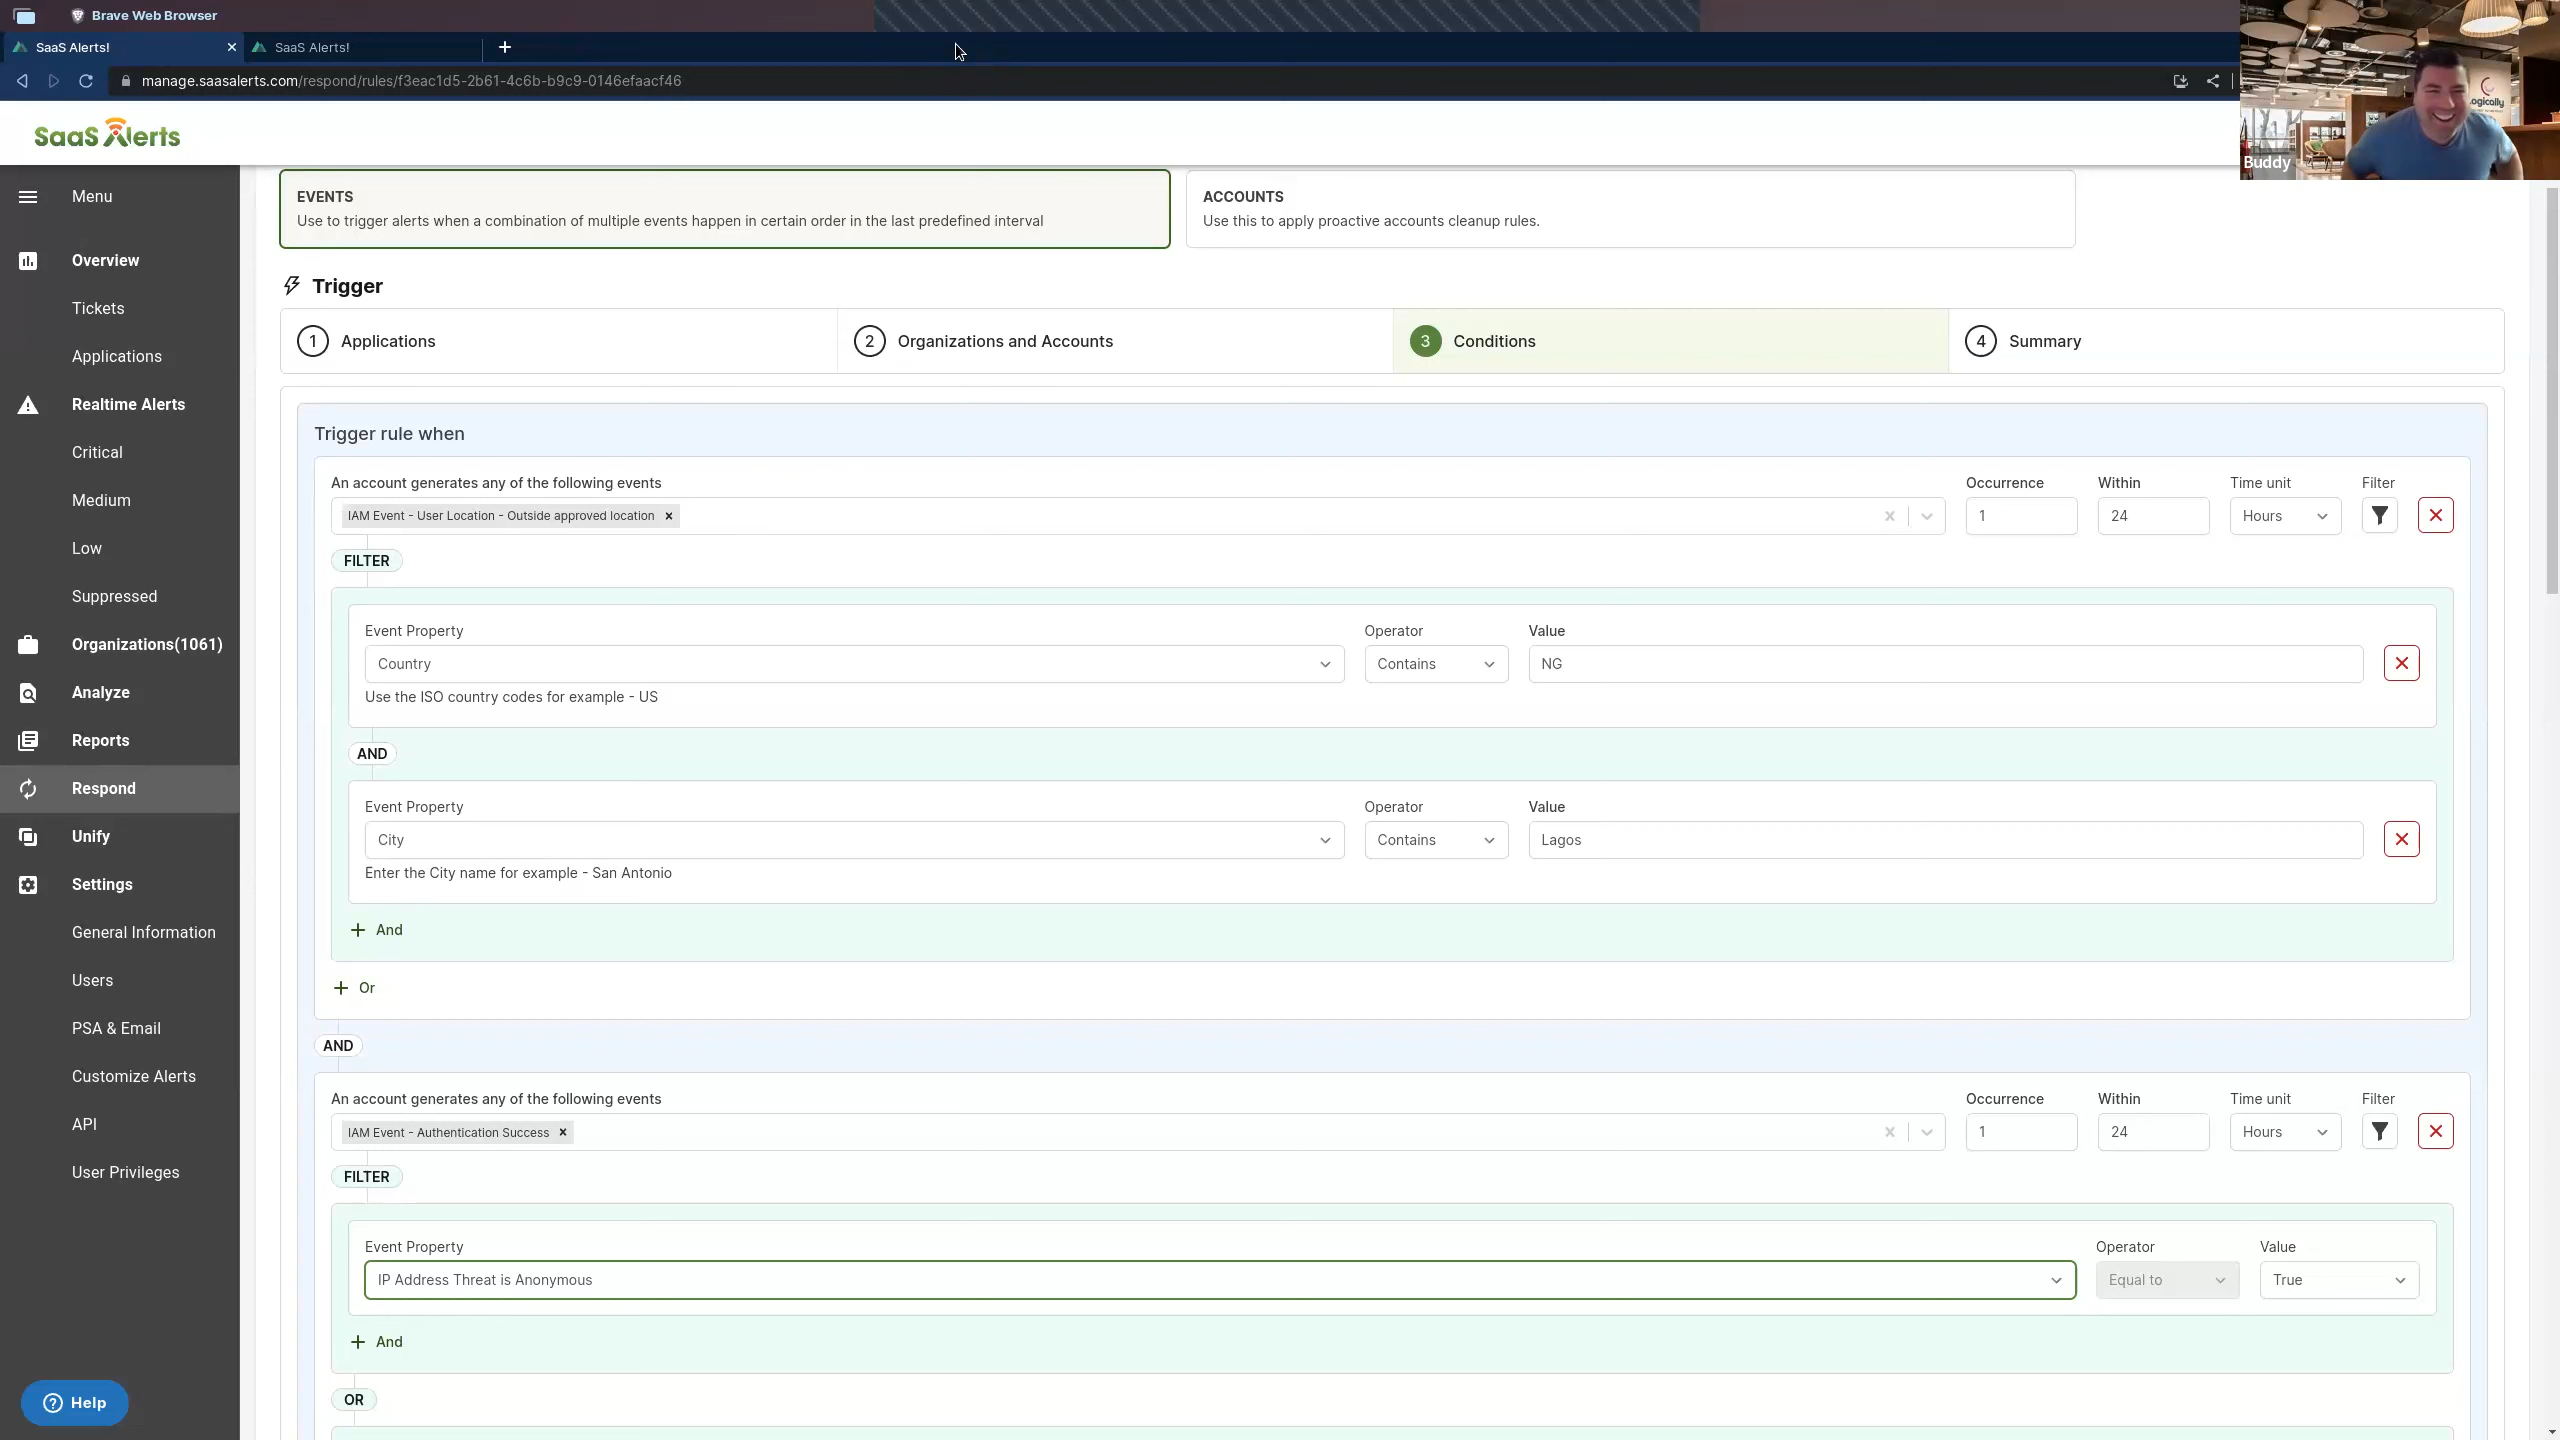 Brave Web Browser
SaaS Alerts!
SaaS Alerts!
manage.saasalerts.com/respond/rules/f3eac1d5-2b61-4c6b-b9c9-0146efaacf46
SaaS Alerts
Logically
Buddy
Menu
Overview
Tickets
Applications
Realtime Alerts
Critical
Medium
Low
Suppressed
Organizations(1061)
Analyze
Reports
Respond
Unify
Settings
General Information
Users
PSA & Email
Customize Alerts
API
User Privileges
Help
EVENTS
Use to trigger alerts when a combination of multiple events happen in certain order in the last predefined interval
ACCOUNTS
Use this to apply proactive accounts cleanup rules.
Trigger
1 Applications
2 Organizations and Accounts
3 Conditions
4 Summary
Trigger rule when
An account generates any of the following events Occurrence Within Time unit Filter
IAM Event - User Location - Outside approved location 1 24 Hours
FILTER
Event Property Operator Value
Country Contains NG
Use the ISO country codes for example - US
AND
Event Property Operator Value
City Contains Lagos
Enter the City name for example - San Antonio
And
Or
AND
An account generates any of the following events Occurrence Within Time unit Filter
IAM Event - Authentication Success 1 24 Hours
FILTER
Event Property Operator Value
IP Address Threat is Anonymous Equal to True
And
OR